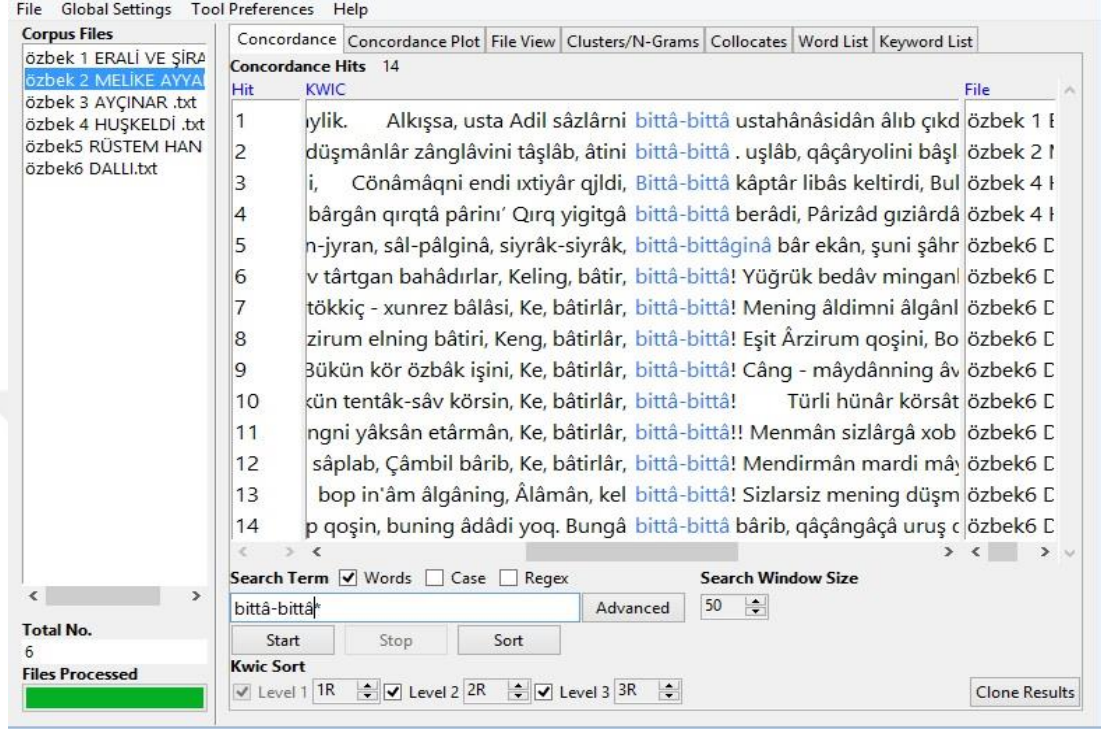 File Global Settings Tool Preferences Help
Corpus Files
özbek 1 ERALİ VE ŞİRA
özbek 2 MELİKE AYYA
özbek 3 AYÇINAR .txt
özbek 4 HUŞKELDİ .txt
özbek5 RÜSTEM HAN
özbek6 DALLI.txt
Total No.
6
Files Processed
Concordance Concordance Plot File View Clusters/N-Grams Collocates Word List Keyword List
Concordance Hits 14
Hit KWIC File
1 ıylik. Alkışsa, usta Adil sâzlârni bittâ-bittâ ustahânâsidân âlıb çıkd özbek 1 E
2 düşmânlâr zânglâvini tâşlâb, âtini bittâ-bittâ . uşlâb, qâçâryolini bâşl özbek 2
3 i, Cönâmâqni endi ıxtiyâr qjldi, Bittâ-bittâ kâptâr libâs keltirdi, Bul özbek 4
4 bârgân qırqtâ pârinı’ Qırq yigitgâ bittâ-bittâ berâdi, Pârizâd gıziârdâ özbek 4
5 n-jyran, sâl-pâlginâ, siyrâk-siyrâk, bittâ-bittâginâ bâr ekân, şuni şâhr özbek6 D
6 v târtgan bahâdırlar, Keling, bâtir, bittâ-bittâ! Yüğrük bedâv minganl özbek6 D
7 tökkiç - xunrez bâlâsi, Ke, bâtirlâr, bittâ-bittâ! Mening âldimni âlgânl özbek6 D
8 zirum elning bâtiri, Keng, bâtirlâr, bittâ-bittâ! Eşit Ârzirum qoşini, Bo özbek6 D
9 Bükün kör özbâk işini, Ke, bâtirlâr, bittâ-bittâ! Câng - mâydânning âv özbek6 D
10 kün tentâk-sâv körsin, Ke, bâtirlâr, bittâ-bittâ! Türli hünâr körsât özbek6 D
11 ngni yâksân etârmân, Ke, bâtirlâr, bittâ-bittâ!! Menmân sizlârgâ xob özbek6 D
12 sâplab, Çâmbil bârib, Ke, bâtirlâr, bittâ-bittâ! Mendirmân mardi mây özbek6 D
13 bop in'âm âlgâning, Âlâmân, kel bittâ-bittâ! Sizlarsiz mening düşm özbek6 D
14 p qoşin, buning âdâdi yoq. Bungâ bittâ-bittâ bârib, qâçângâçâ uruş özbek6 D
Search Term Words Case Regex Search Window Size
bittâ-bittâ* Advanced 50
Start Stop Sort
Kwic Sort
Level 1 1R Level 2 2R Level 3 3R Clone Results